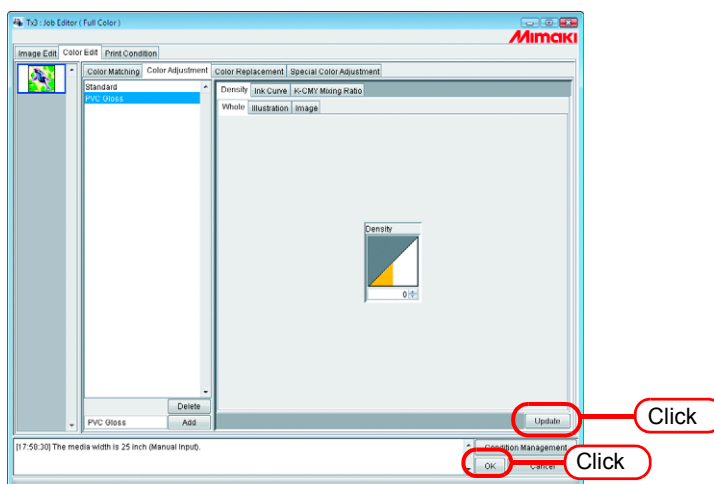 Tx3 : Job Editor ( Full Color )
Mimaki
Image Edit Color Edit Print Condition
Color Matching Color Adjustment Color Replacement Special Color Adjustment
Standard
PVC Gloss
Density Ink Curve K-CMY Mixing Ratio
Whole Illustration Image
Density
0
Delete
PVC Gloss Add
Update
Click
[17:58:30] The media width is 25 inch (Manual Input).
Condition Management
OK Cancel
Click